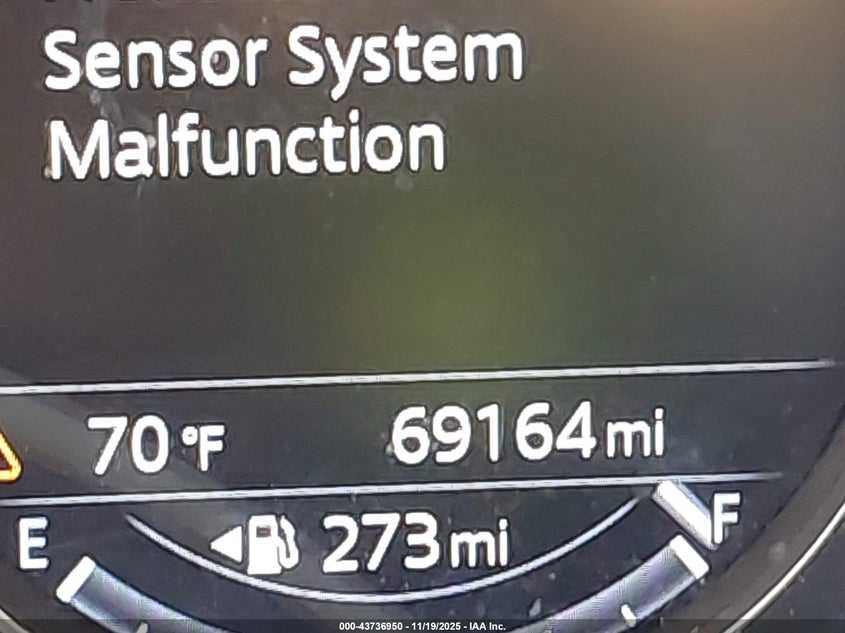 Sensor System
Malfunction
70 °F 69164 mi
E 273 mi F
000-43736950 - 11/19/2025 - IAA Inc.